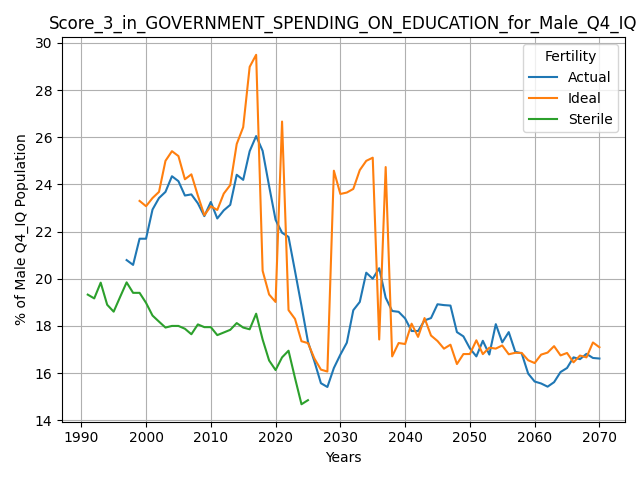 Score_3_in_GOVERNMENT_SPENDING_ON_EDUCATION_for_Male_Q4_IQ
Fertility
Actual
Ideal
Sterile
% of Male Q4_IQ Population
30
28
26
24
22
20
18
16
14
1990 2000 2010 2020 2030 2040 2050 2060 2070
Years